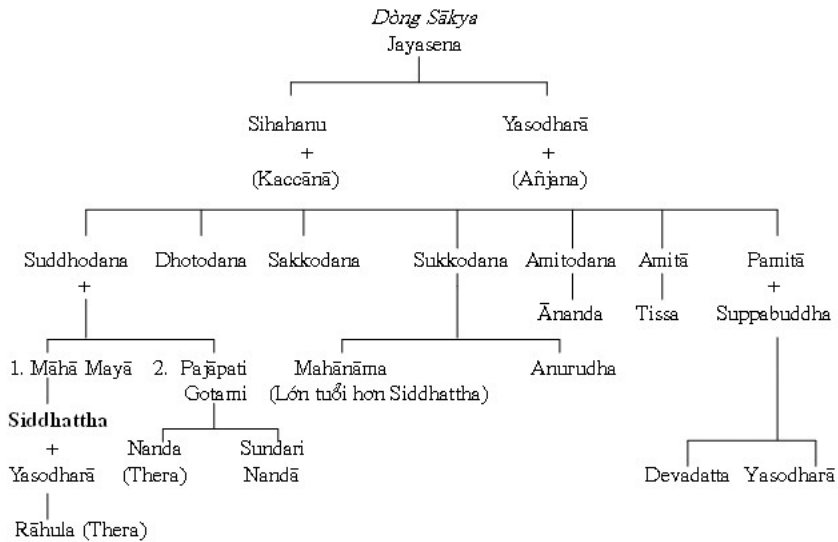 Dòng Sākya
Jayasena
Sihahanu Yasodharā
+ +
(Kaccānā) (Añjana)
Suddhodana Dhotodana Sakkodana Sukkodana Amitodana Amitā Pamitā
+ +
Ānanda Tissa Suppabuddha
1. Māhā Mayā 2. Pajāpati Mahānāma Anurudha
Gotami (Lớn tuổi hơn Siddhattha)
Siddhattha
+ Nanda Sundari
Yasodharā (Thera) Nandā Devadatta Yasodharā
Rāhula (Thera)